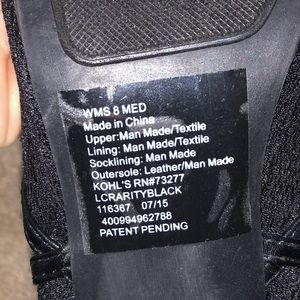 WMS 8 MED
Made in China
Upper:Man Made/Textile
Lining: Man Made/Textile
Socklining: Man Made
Outersole: Leather/Man Made
KOHL'S RN#73277
LCRARITYBLACK
116367 07/15
400994962788
PATENT PENDING